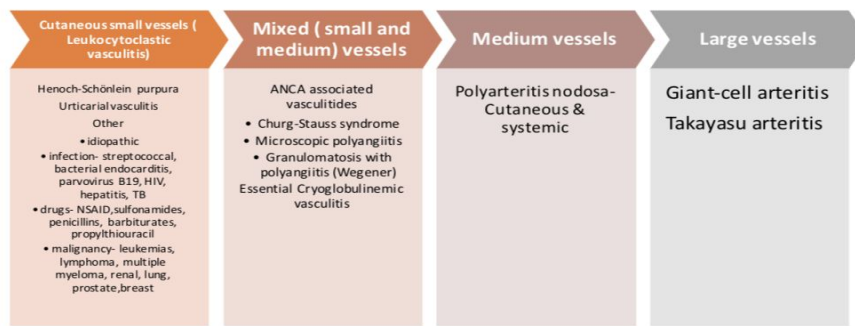 Cutaneous small vessels (
Leukocytoclastic
vasculitis)
Henoch-Schönlein purpura
Urticarial vasculitis
Other
• idiopathic
• infection- streptococcal,
bacterial endocarditis,
parvovirus B19, HIV,
hepatitis, TB
• drugs- NSAID,sulfonamides,
penicillins, barbiturates,
propylthiouracil
• malignancy- leukemias,
lymphoma, multiple
myeloma, renal, lung,
prostate,breast
Mixed ( small and
medium) vessels
ANCA associated
vasculitides
• Churg-Stauss syndrome
• Microscopic polyangiitis
• Granulomatosis with
polyangiitis (Wegener)
Essential Cryoglobulinemic
vasculitis
Medium vessels
Polyarteritis nodosa-
Cutaneous &
systemic
Large vessels
Giant-cell arteritis
Takayasu arteritis